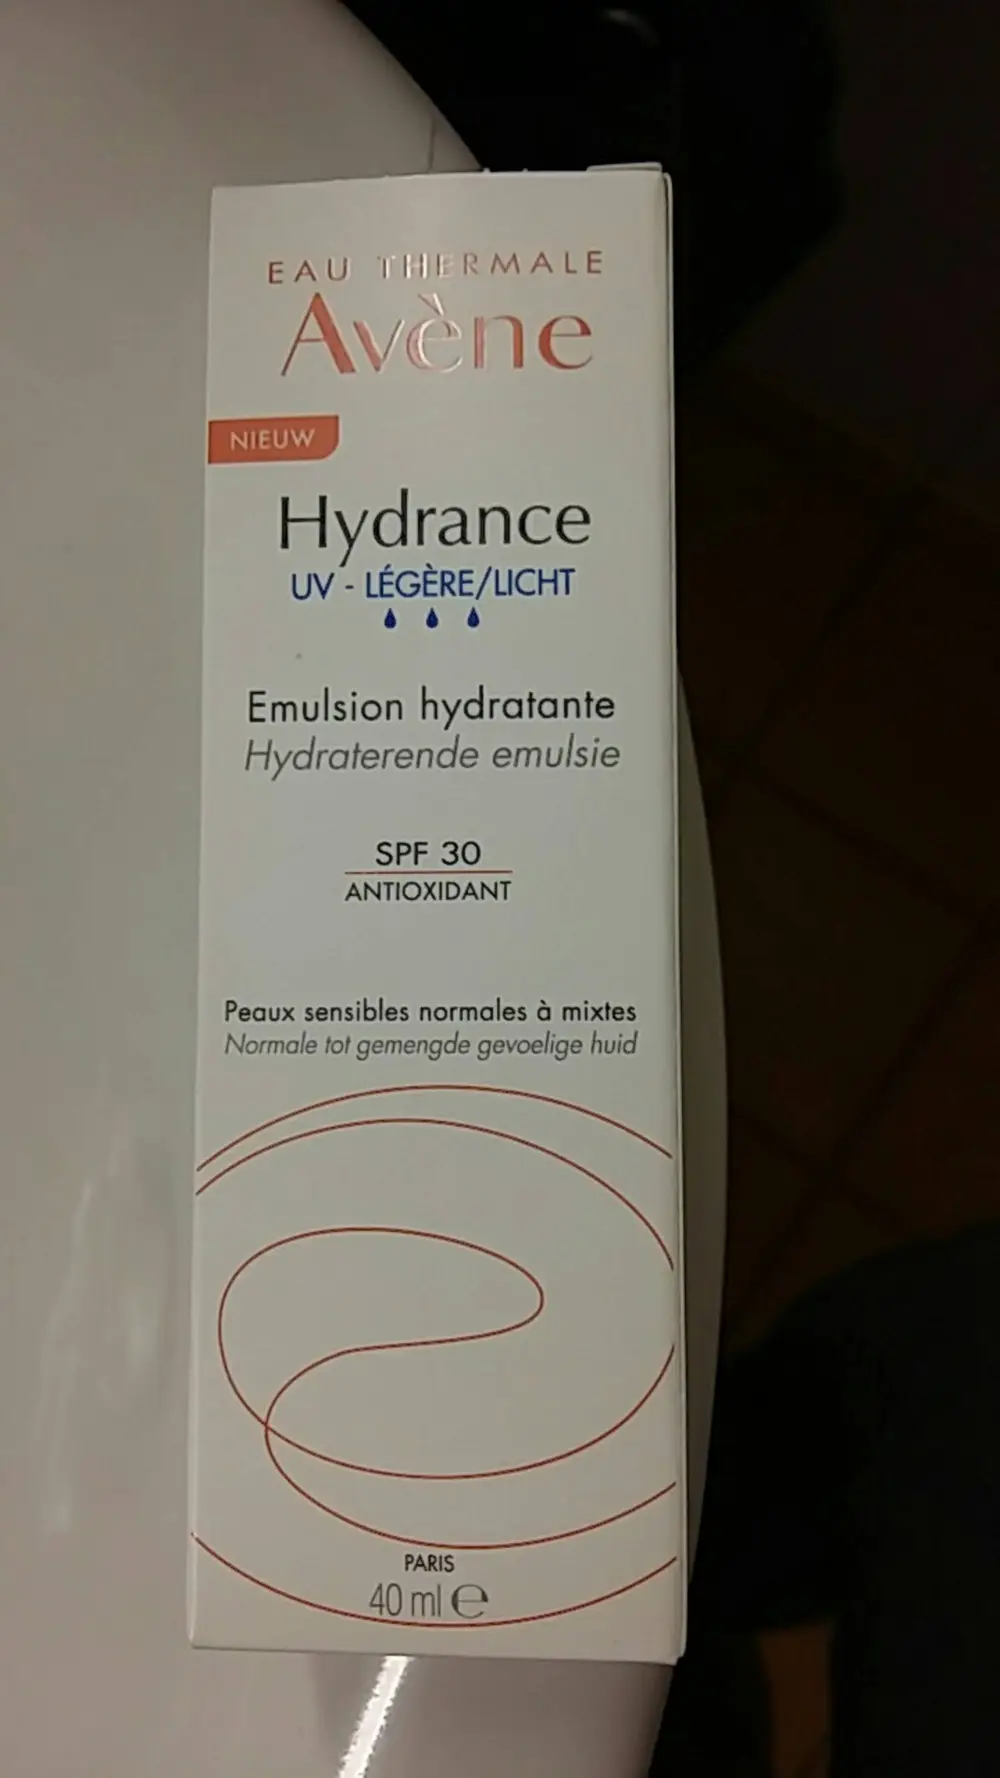 EAU THERMALE
Avène
NIEUW
Hydrance
UV - LÉGÈRE/LICHT
Emulsion hydratante
Hydraterende emulsie
SPF 30
ANTIOXIDANT
Peaux sensibles normales à mixtes
Normale tot gemengde gevoelige huid
PARIS
40 ml ℮